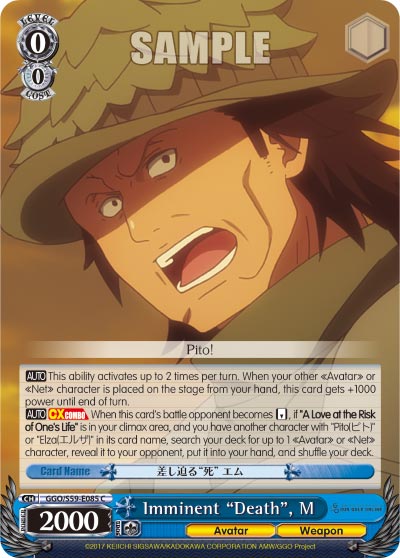 LEVEL
0
0
COST
SAMPLE
Pito!
AUTO This ability activates up to 2 times per turn. When your other ≪Avatar≫ or
≪Net≫ character is placed on the stage from your hand, this card gets +1000
power until end of turn.
AUTO CXCOMBO When this card's battle opponent becomes, if "A Love at the Risk
of One's Life" is in your climax area, and you have another character with "Pito(ピト)"
or "Elza(エルザ)" in its card name, search your deck for up to 1 ≪Avatar≫ or ≪Net≫
character, reveal it to your opponent, put it into your hand, and shuffle your deck.
Card Name 差し迫る“死” エム
CH GGO/S59-E085 C
2000
Imminent “Death”, M
Avatar Weapon
©2017 KEIICHI SIGSAWA/KADOKAWA CORPORATION AMW/GGO Project